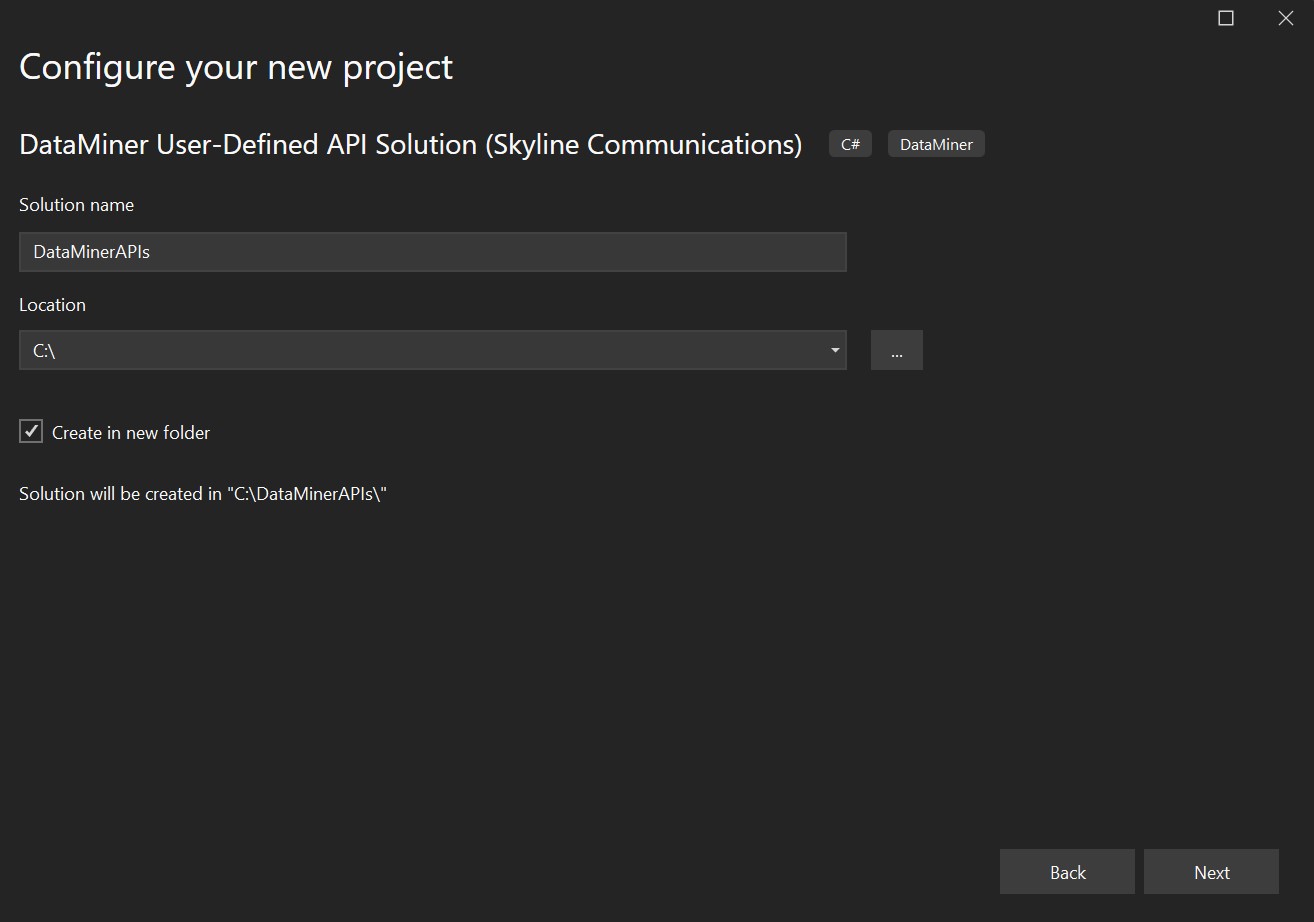 Configure your new project
DataMiner User-Defined API Solution (Skyline Communications) C# DataMiner
Solution name
DataMinerAPIs
Location
C:\ ...
Create in new folder
Solution will be created in "C:\DataMinerAPIs\"
Back Next